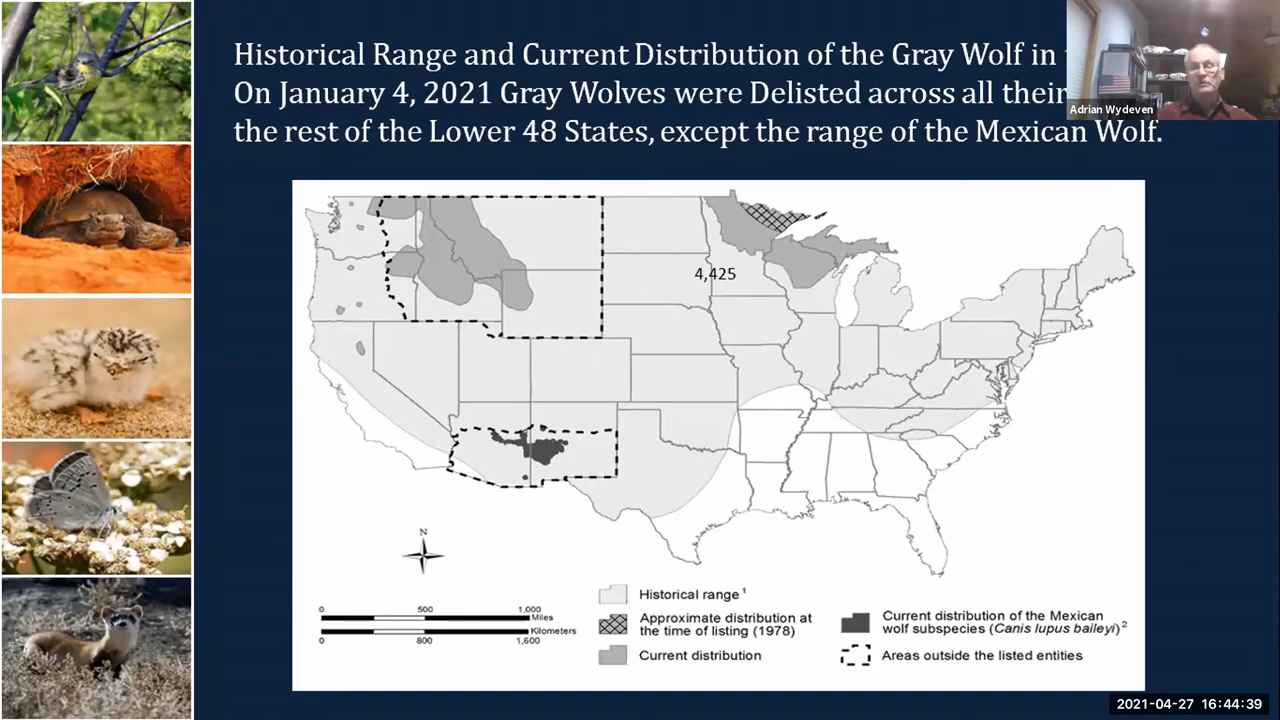 Historical Range and Current Distribution of the Gray Wolf in
On January 4, 2021 Gray Wolves were Delisted across all their
the rest of the Lower 48 States, except the range of the Mexican Wolf.
Adrian Wydeven
4,425
N
0 500 1,000
Miles
Kilometers
0 800 1,600
Historical range¹
Approximate distribution at
the time of listing (1978)
Current distribution
Current distribution of the Mexican
wolf subspecies (Canis lupus baileyi)²
Areas outside the listed entities
2021-04-27 16:44:39